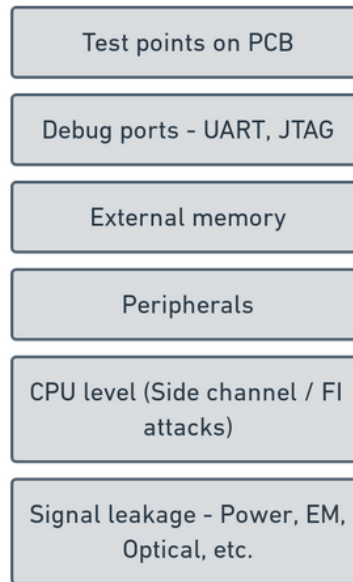 Test points on PCB
Debug ports - UART, JTAG
External memory
Peripherals
CPU level (Side channel / FI
attacks)
Signal leakage - Power, EM,
Optical, etc.